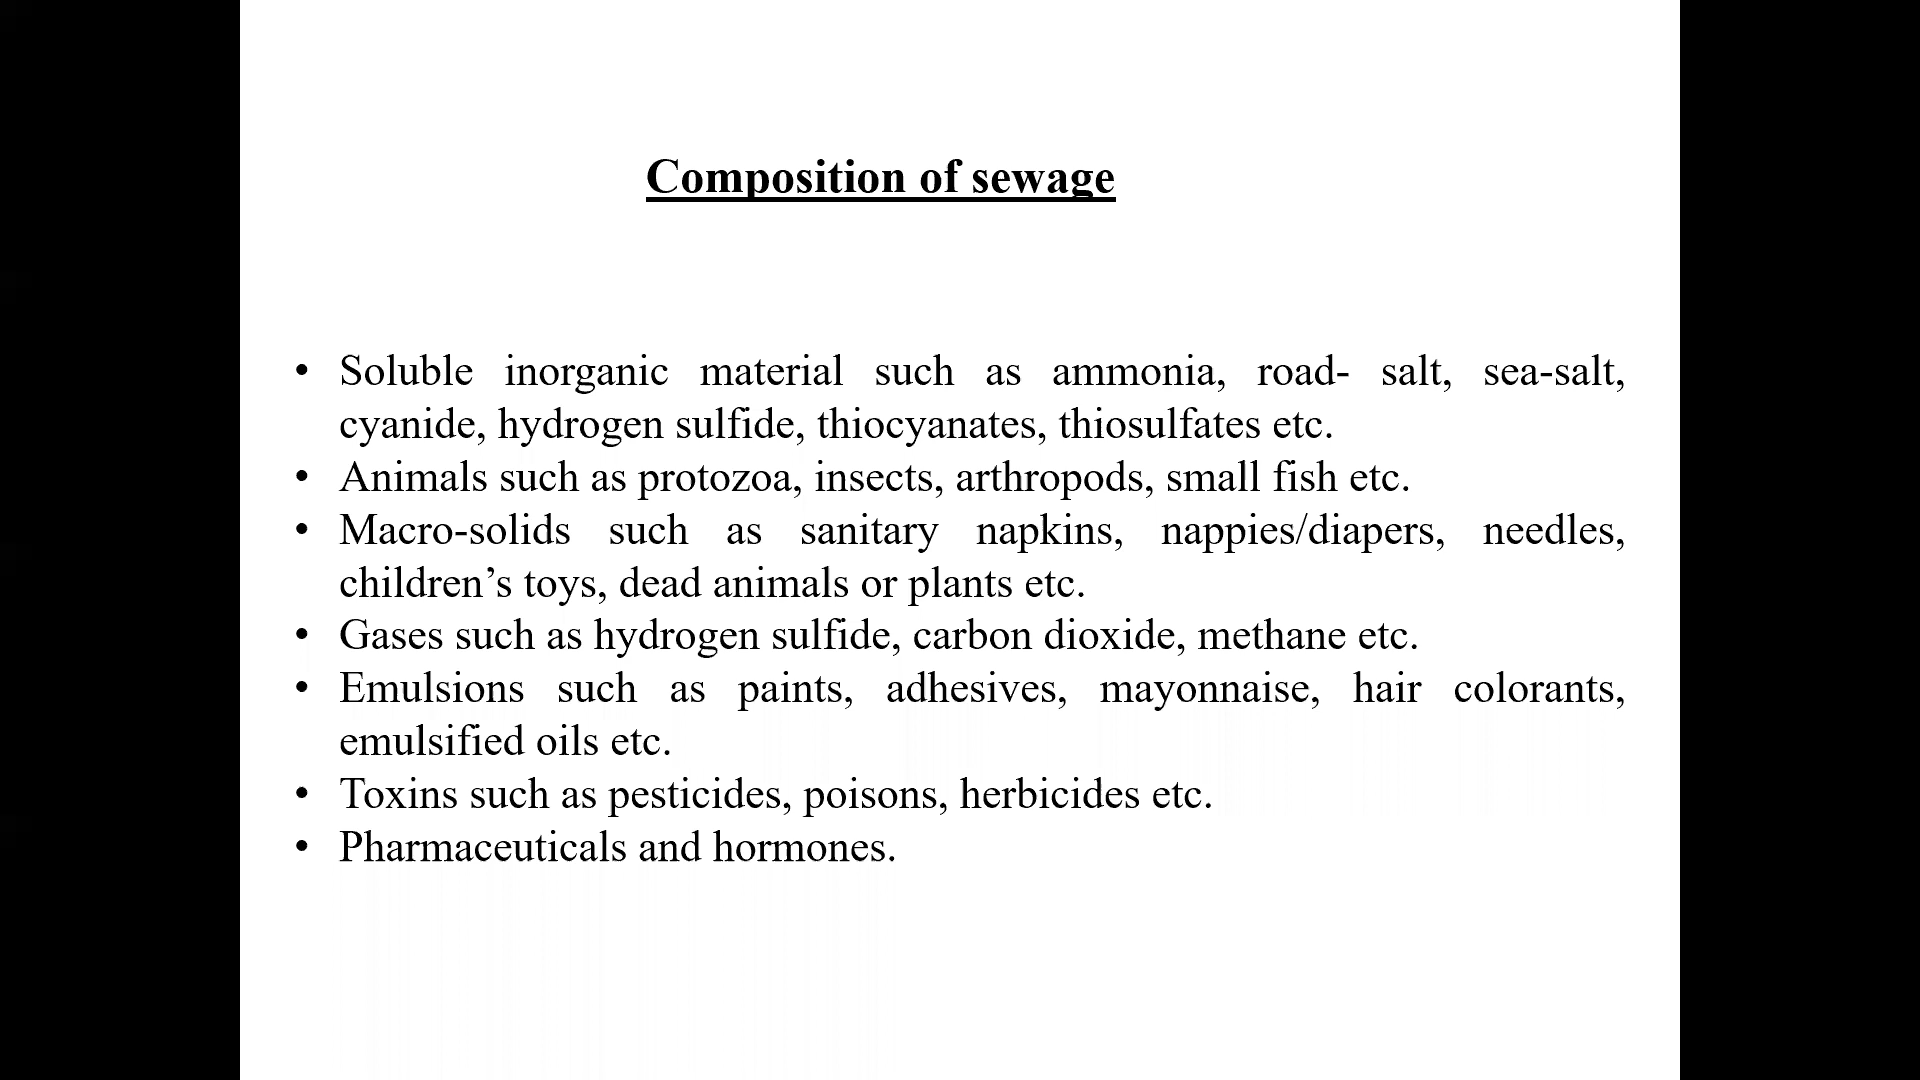 Composition of sewage
• Soluble inorganic material such as ammonia, road- salt, sea-salt,
cyanide, hydrogen sulfide, thiocyanates, thiosulfates etc.
• Animals such as protozoa, insects, arthropods, small fish etc.
• Macro-solids such as sanitary napkins, nappies/diapers, needles,
children’s toys, dead animals or plants etc.
• Gases such as hydrogen sulfide, carbon dioxide, methane etc.
• Emulsions such as paints, adhesives, mayonnaise, hair colorants,
emulsified oils etc.
• Toxins such as pesticides, poisons, herbicides etc.
• Pharmaceuticals and hormones.